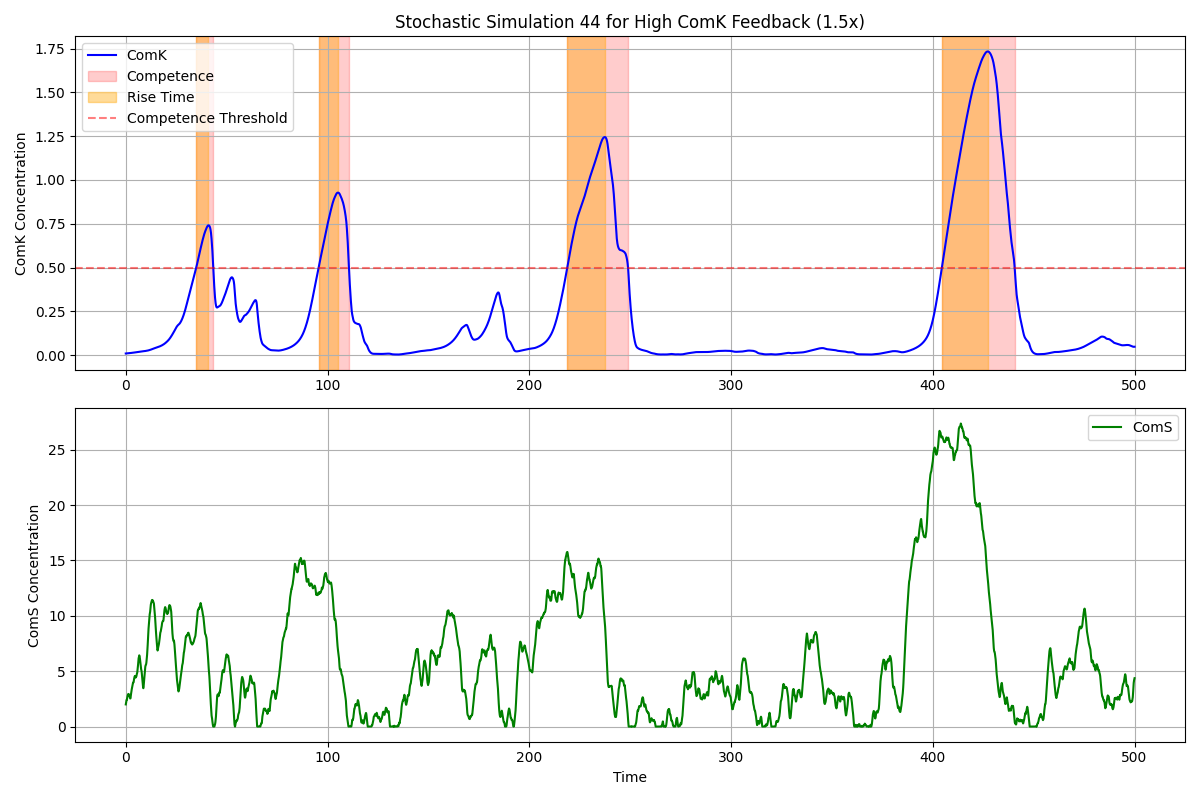 Stochastic Simulation 44 for High ComK Feedback (1.5x)
ComK
Competence
Rise Time
Competence Threshold
ComK Concentration
1.75
1.50
1.25
1.00
0.75
0.50
0.25
0.00
0 100 200 300 400 500
ComS
ComS Concentration
25
20
15
10
5
0
0 100 200 300 400 500
Time